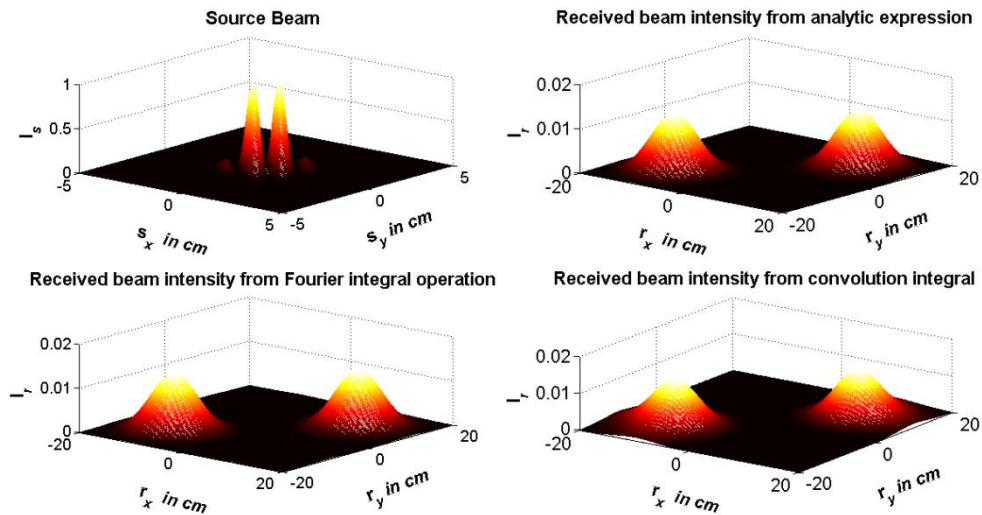 Source Beam
1
0.5
0
-5
0
5
-5
0
5
I_s
s_x in cm
s_y in cm
Received beam intensity from analytic expression
0.02
0.01
0
-20
0
20
-20
0
20
I_r
r_x in cm
r_y in cm
Received beam intensity from Fourier integral operation
0.02
0.01
0
-20
0
20
-20
0
20
I_r
r_x in cm
r_y in cm
Received beam intensity from convolution integral
0.02
0.01
0
-20
0
20
-20
0
20
I_r
r_x in cm
r_y in cm